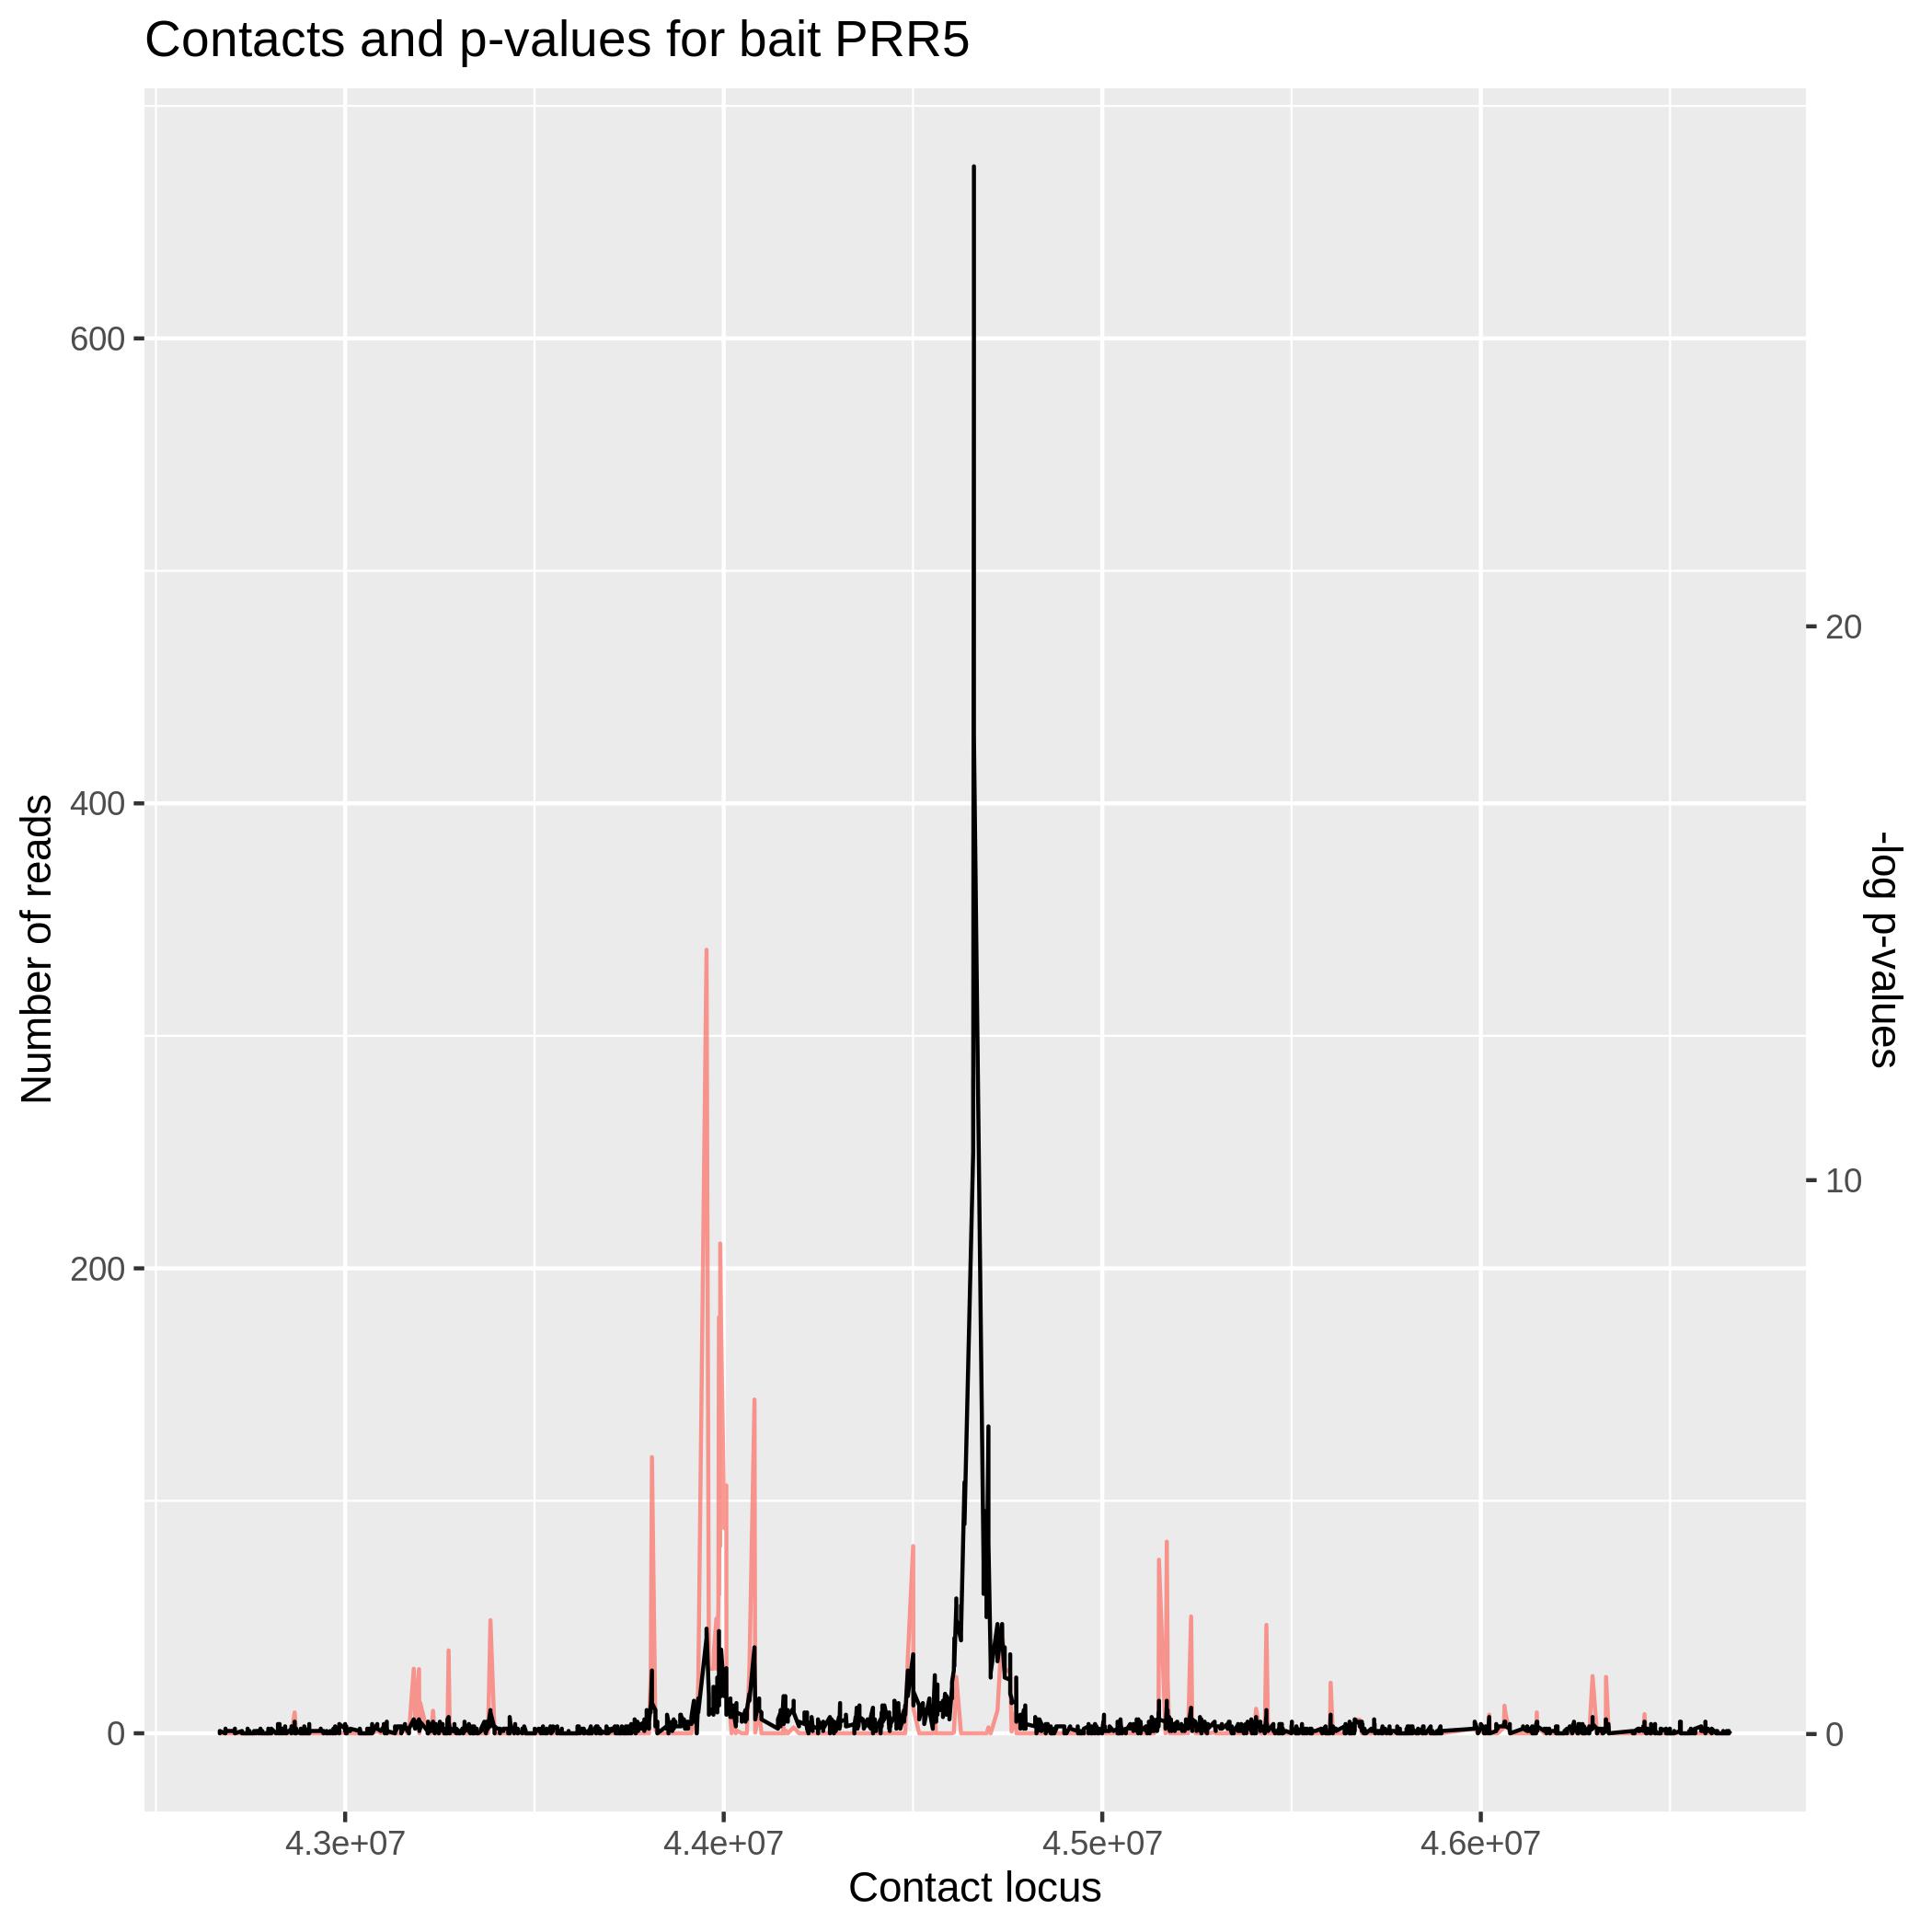 Contacts and p-values for bait PRR5
Number of reads
600
400
200
0
20
10
0
-log p-values
4.3e+07
4.4e+07
4.5e+07
4.6e+07
Contact locus